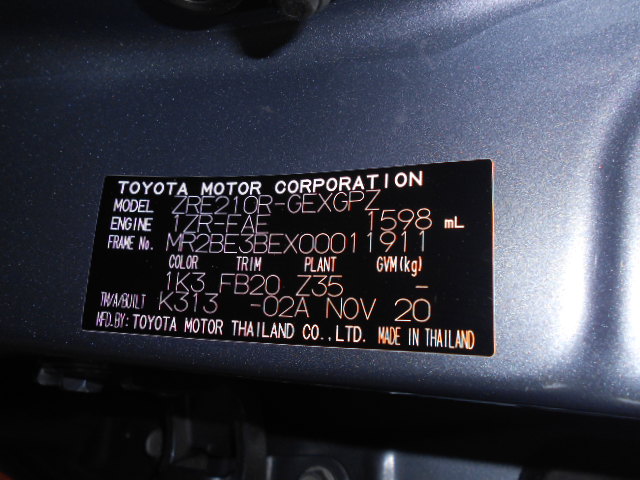 TOYOTA MOTOR CORPORATION
MODEL ZRE210R-GEXGPZ
ENGINE 1ZR-FAE 1598 mL
FRAME No. MR2BE3BEX00011911
COLOR TRIM PLANT GVM(kg)
1K3 FB20 Z35 -
TM/A/BUILT K313 -02A NOV 20
MFD.BY: TOYOTA MOTOR THAILAND CO.,LTD. MADE IN THAILAND